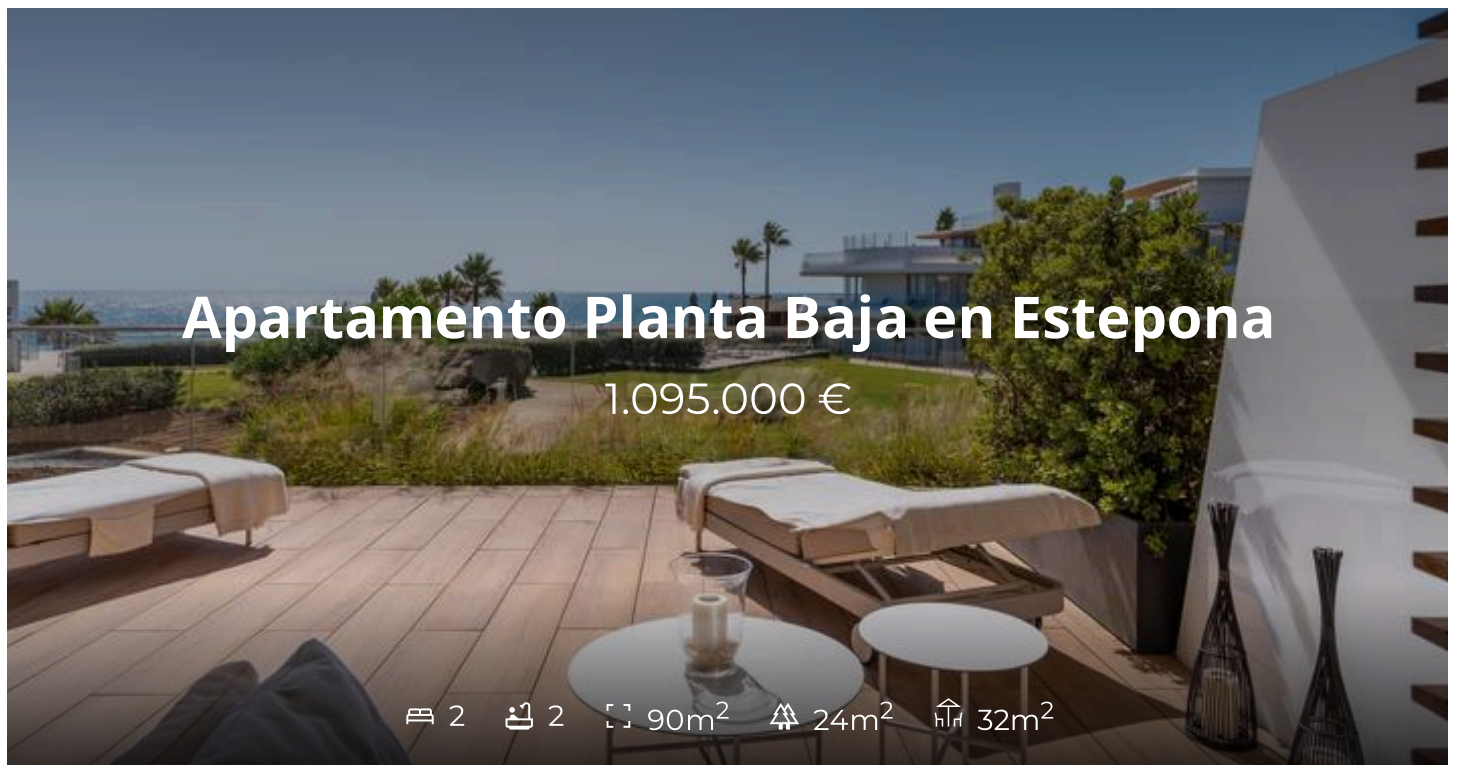 Apartamento Planta Baja en Estepona
1.095.000 €
2 2 90m² 24m² 32m²